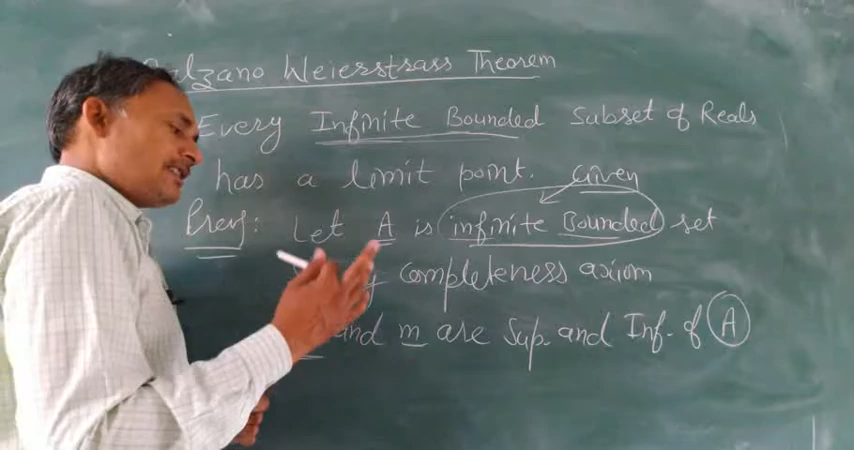 Bolzano Weierstrass Theorem
Every Infinite Bounded Subset of Reals
has a limit point. Given
Proof: Let A is infinite Bounded set
completeness axiom
and m are Sup. and Inf. of A